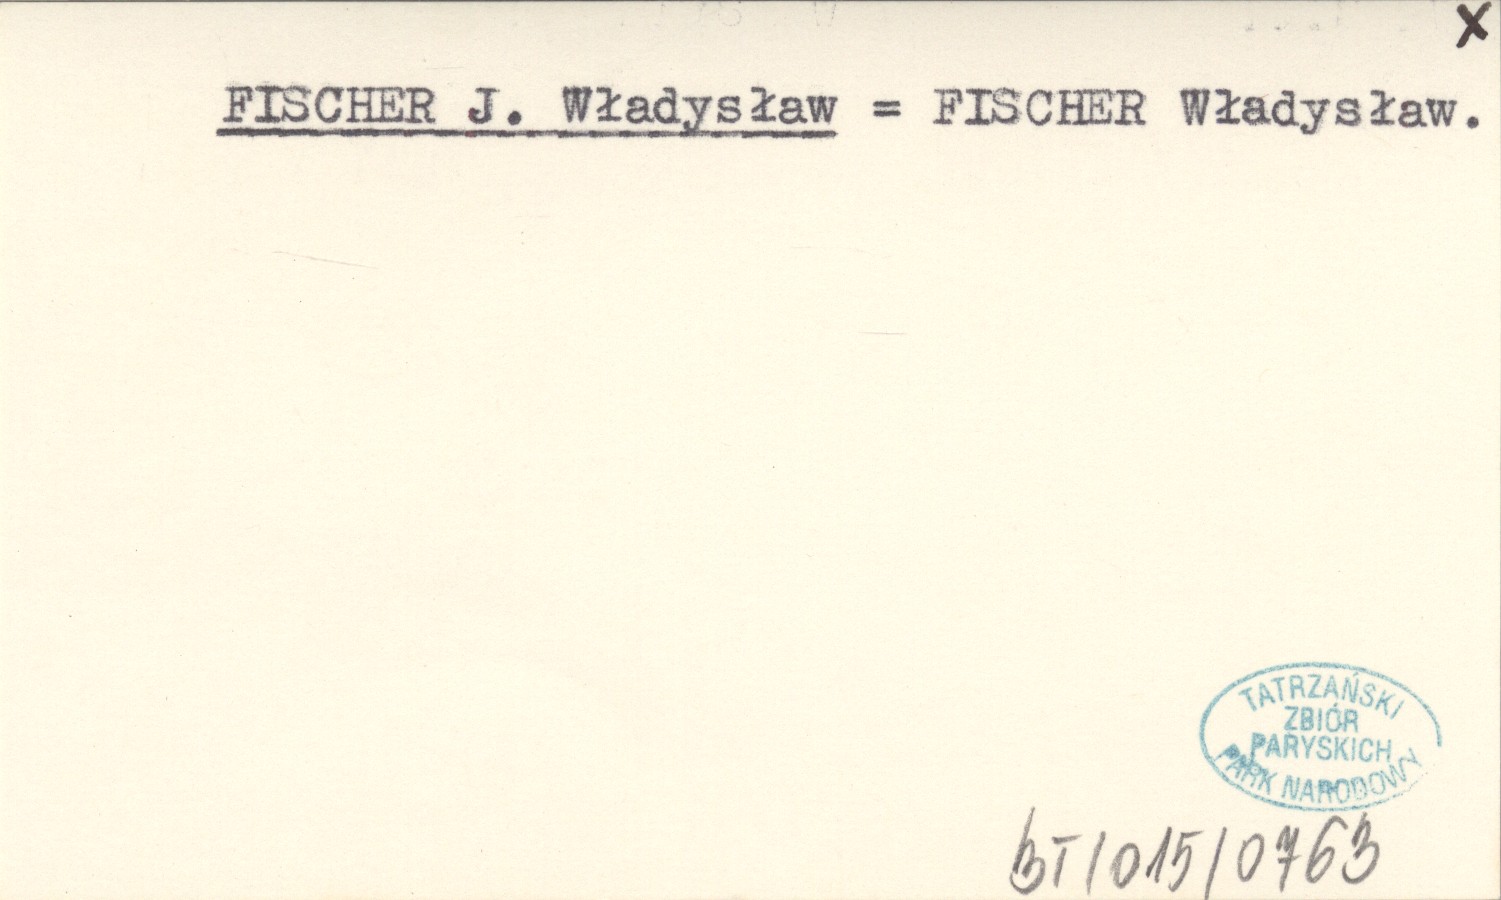 X
FISCHER J. Władysław = FISCHER Władysław.
TATRZAŃSKI
ZBIÓR
PARYSKICH
PARK NARODOWY
BT/015/0763